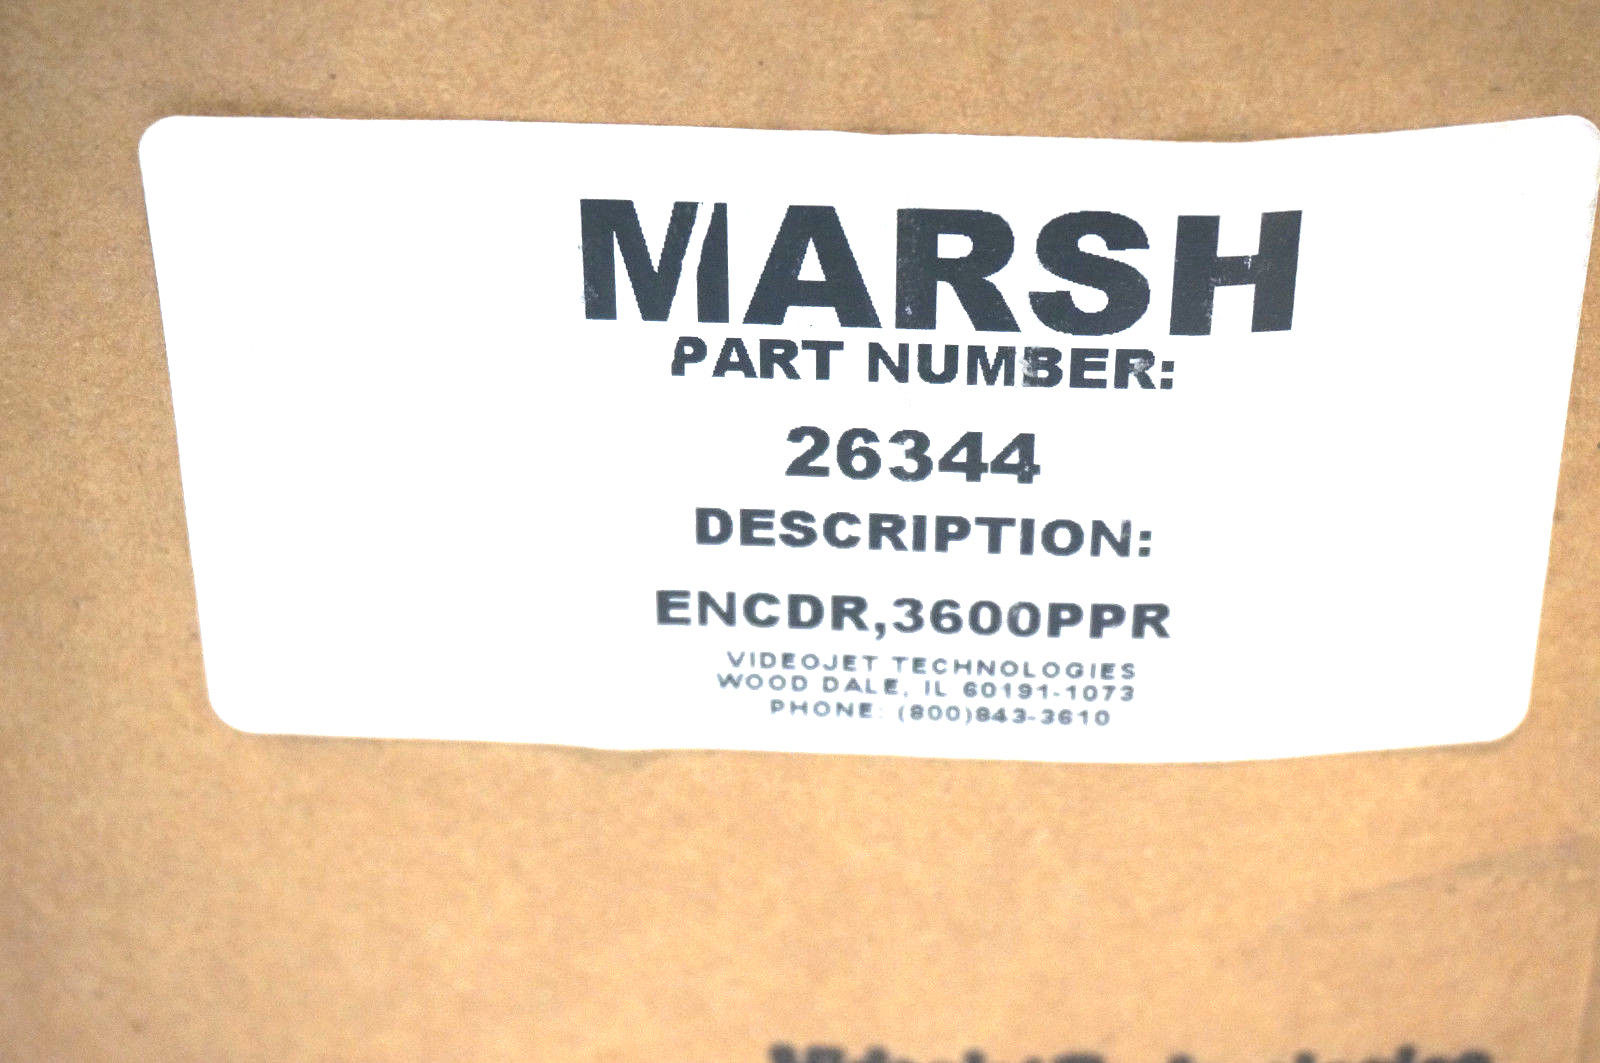 MARSH
PART NUMBER:
26344
DESCRIPTION:
ENCDR,3600PPR
VIDEOJET TECHNOLOGIES
WOOD DALE, IL 60191-1073
PHONE: (800)843-3610